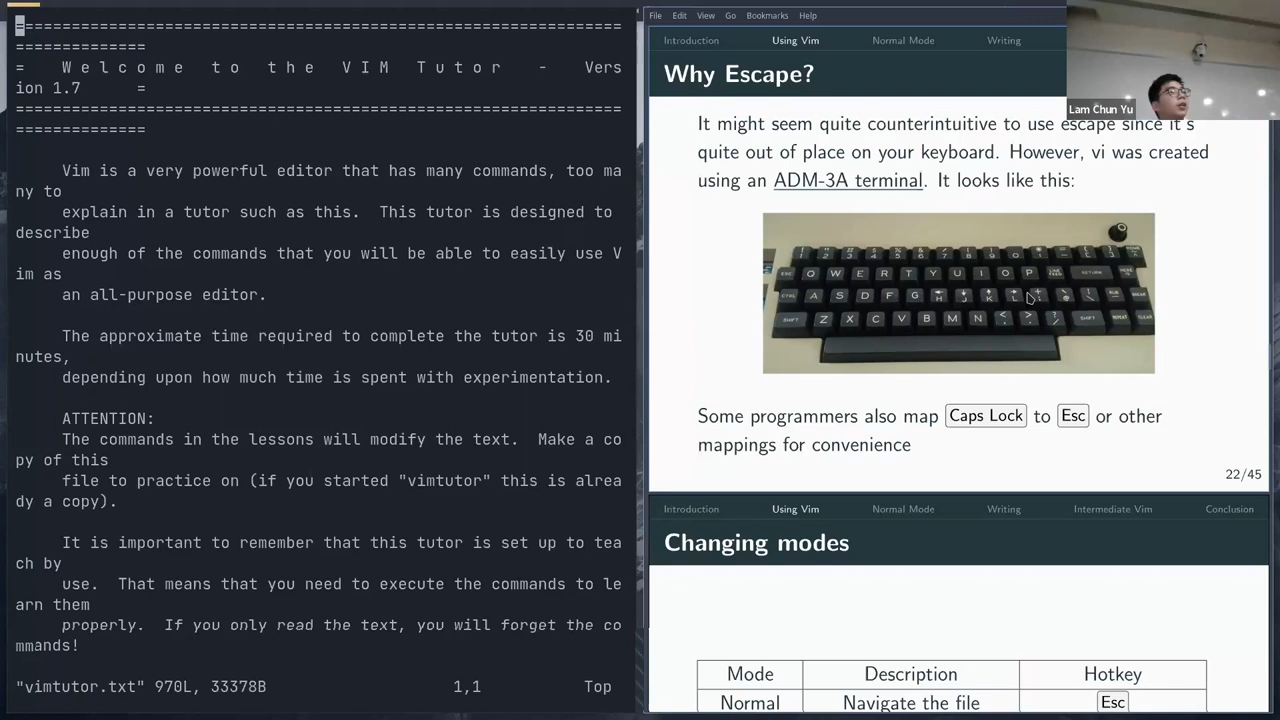 ================================================================
==============
=   W e l c o m e   t o   t h e   V I M   T u t o r   -   Vers
ion 1.7      =
================================================================
==============
Vim is a very powerful editor that has many commands, too ma
ny to
explain in a tutor such as this.  This tutor is designed to
describe
enough of the commands that you will be able to easily use V
im as
an all-purpose editor.
The approximate time required to complete the tutor is 30 mi
nutes,
depending upon how much time is spent with experimentation.
ATTENTION:
The commands in the lessons will modify the text.  Make a co
py of this
file to practice on (if you started "vimtutor" this is alrea
dy a copy).
It is important to remember that this tutor is set up to tea
ch by
use.  That means that you need to execute the commands to le
arn them
properly.  If you only read the text, you will forget the co
mmands!
"vimtutor.txt" 970L, 33378B 1,1 Top
File Edit View Go Bookmarks Help
Introduction Using Vim Normal Mode Writing
Why Escape?
Lam Chun Yu
It might seem quite counterintuitive to use escape since it's
quite out of place on your keyboard. However, vi was created
using an ADM-3A terminal. It looks like this:
ESC Q W E R T Y U I O P RETURN
CTRL A S D F G H J K L
SHIFT Z X C V B N M < > ? / SHIFT REPEAT CLEAR
Some programmers also map Caps Lock to Esc or other
mappings for convenience
22/45
Introduction Using Vim Normal Mode Writing Intermediate Vim Conclusion
Changing modes
Mode Description Hotkey
Normal Navigate the file Esc